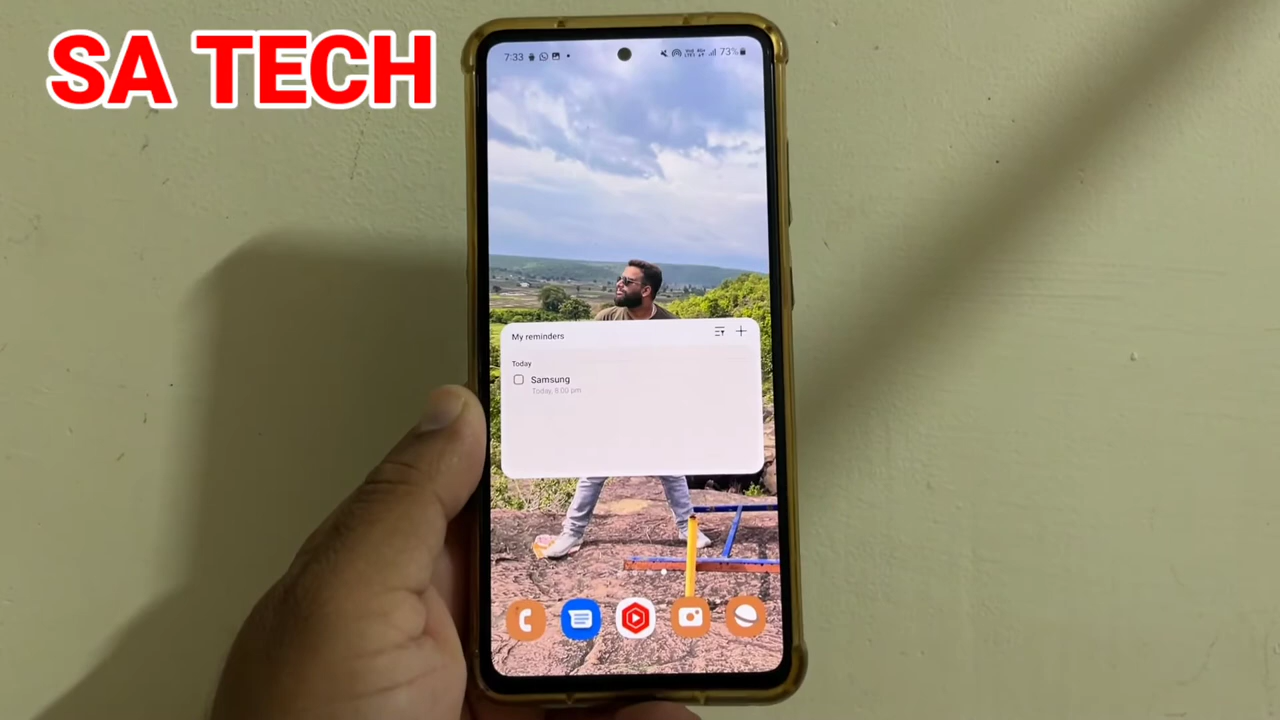 SA TECH
7:33
73%
My reminders
Today
Samsung
Today, 8:00 pm